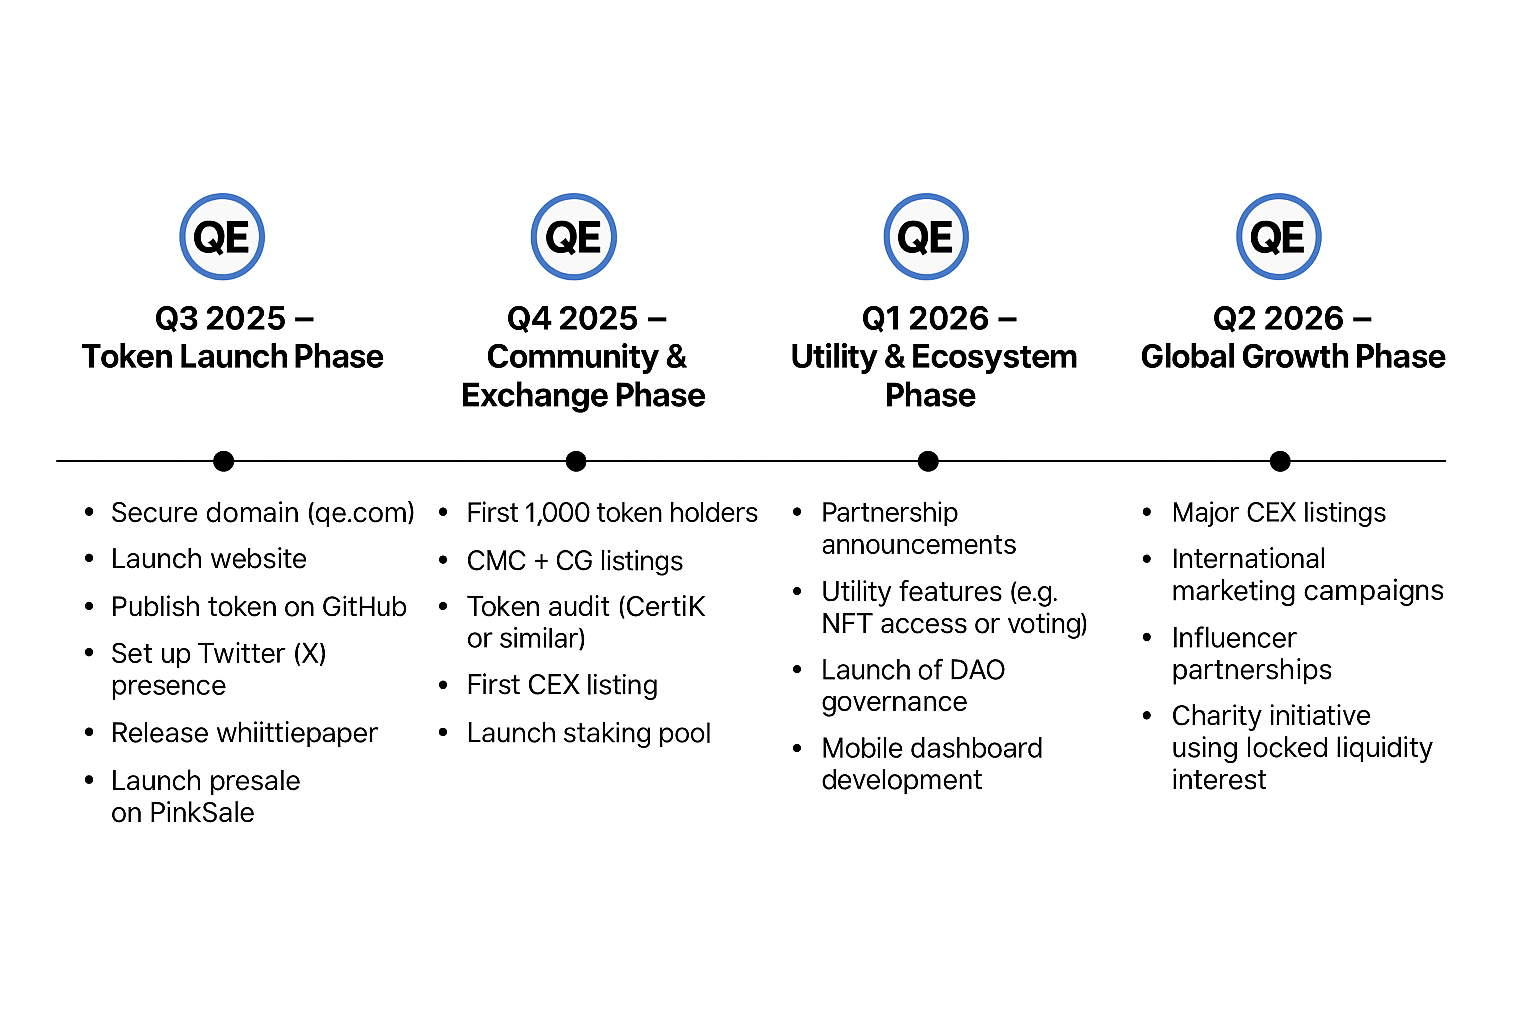 QE
Q3 2025 –
Token Launch Phase
• Secure domain (qe.com)
• Launch website
• Publish token on GitHub
• Set up Twitter (X)
presence
• Release whiittiepaper
• Launch presale
on PinkSale
QE
Q4 2025 –
Community &
Exchange Phase
• First 1,000 token holders
• CMC + CG listings
• Token audit (CertiK
or similar)
• First CEX listing
• Launch staking pool
QE
Q1 2026 –
Utility & Ecosystem
Phase
• Partnership
announcements
• Utility features (e.g.
NFT access or voting)
• Launch of DAO
governance
• Mobile dashboard
development
QE
Q2 2026 –
Global Growth Phase
• Major CEX listings
• International
marketing campaigns
• Influencer
partnerships
• Charity initiative
using locked liquidity
interest